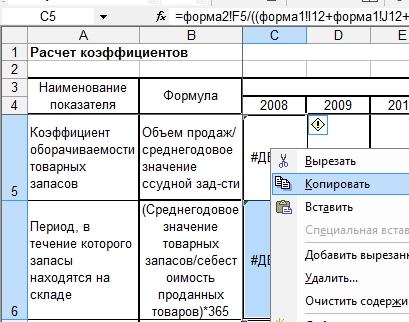 C5 fx =форма2!F5/((форма1!I12+форма1!J12+
A B C D E
1 Расчет коэффициентов
2
3 Наименование показателя Формула
4 2008 2009 201
5 Коэффициент оборачиваемости товарных запасов Объем продаж/среднегодовое значение ссудной зад-сти #ДЕ
6 Период, в течение которого запасы находятся на складе (Среднегодовое значение товарных запасов/себестоимость проданных товаров)*365 #ДЕ
Вырезать
Копировать
Вставить
Специальная встав
Добавить вырезанн
Удалить...
Очистить содержи